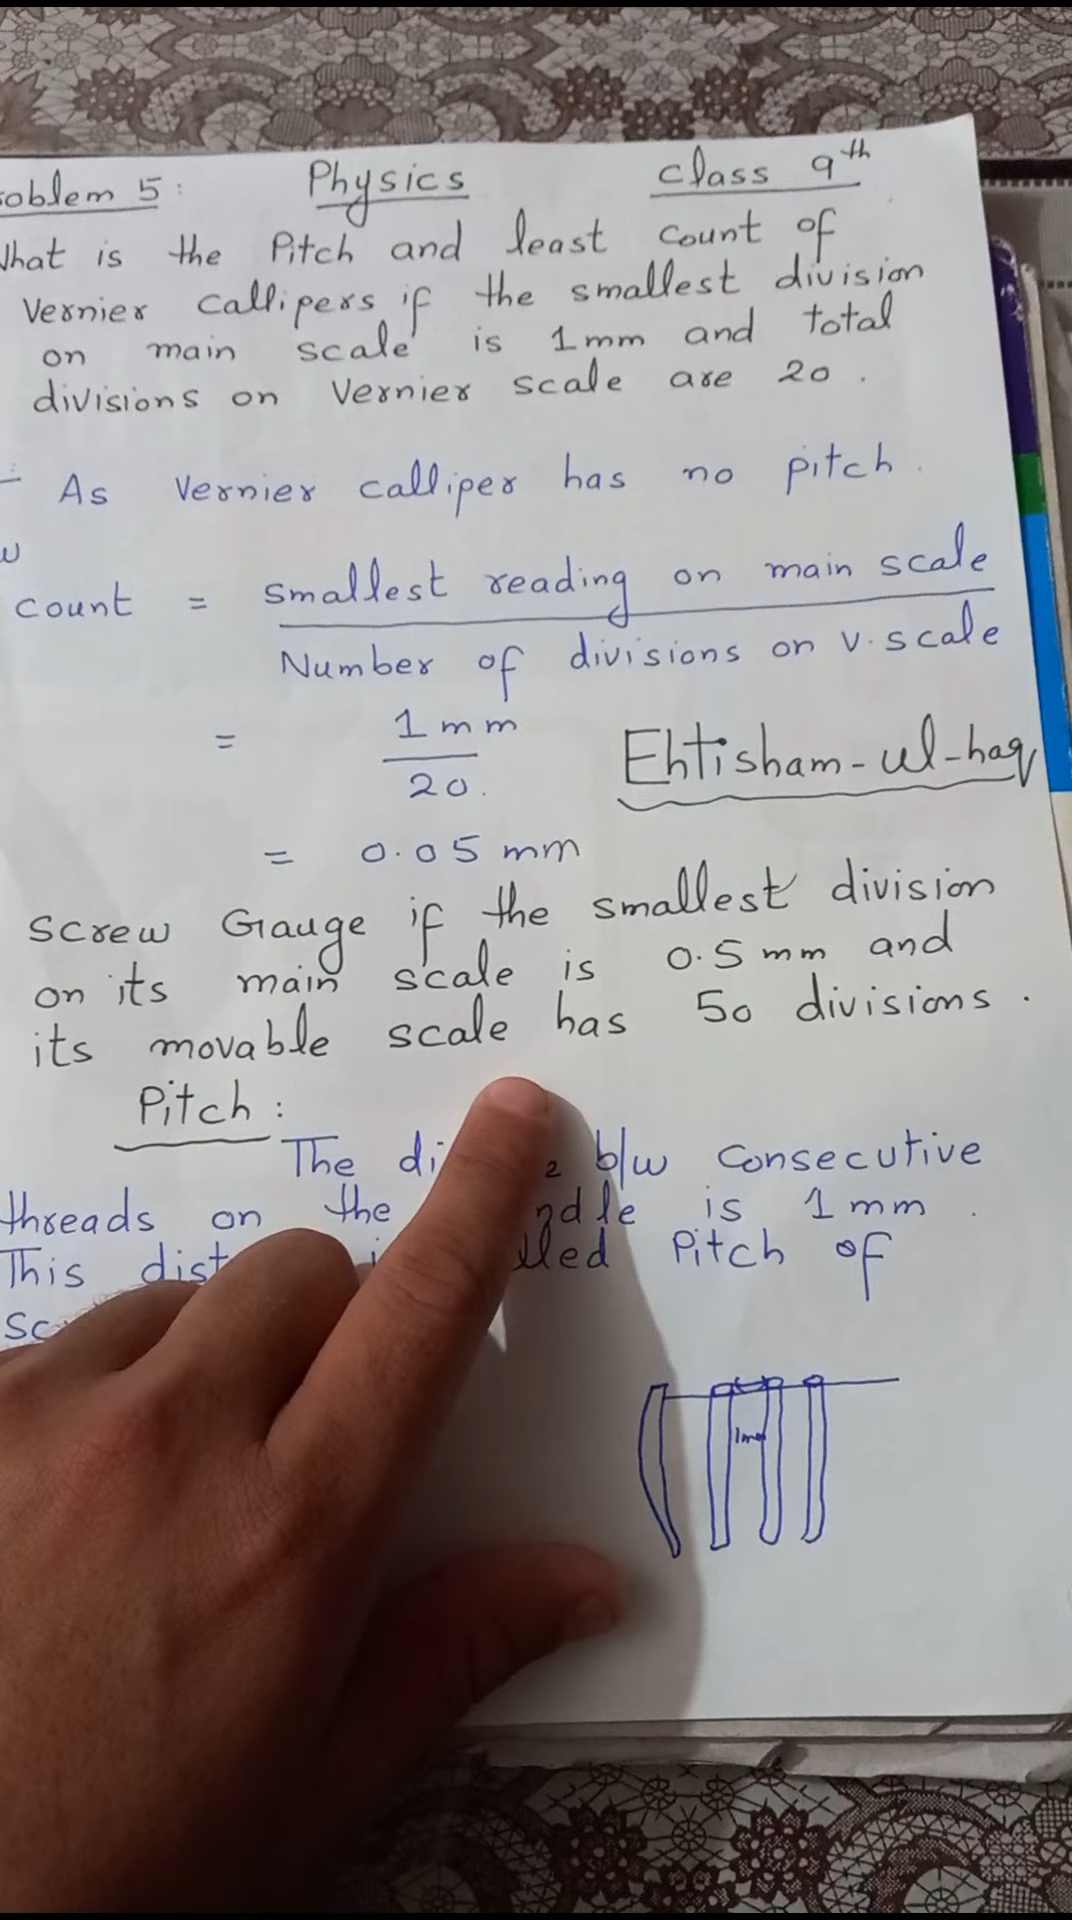 oblem 5: Physics class 9th
What is the Pitch and least count of
Vernier callipers if the smallest division
on main scale is 1mm and total
divisions on Vernier scale are 20.
As Vernier calliper has no pitch.
w
count = smallest reading on main scale
Number of divisions on v.scale
= 1mm
20.
Ehtisham-ul-haq
= 0.05 mm
Screw Gauge if the smallest division
on its main scale is 0.5 mm and
its movable scale has 50 divisions.
Pitch:
The b/w consecutive
threads on the is 1mm.
This Pitch of
1mm